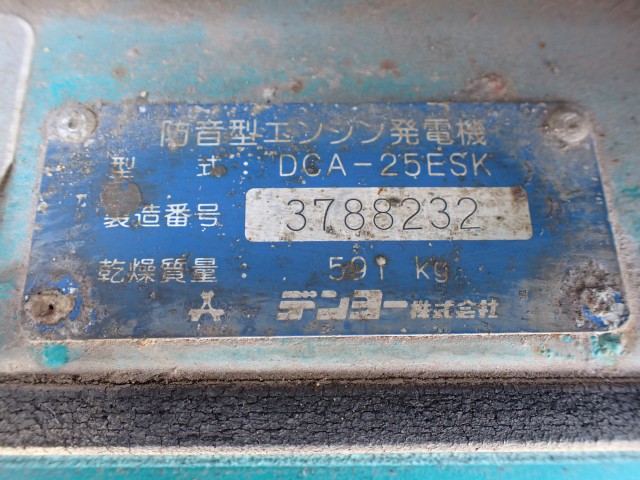 防音型エンジン発電機
型 式: DCA-25ESK
製造番号 3788232
乾燥質量: 591 kg
デンヨー株式会社